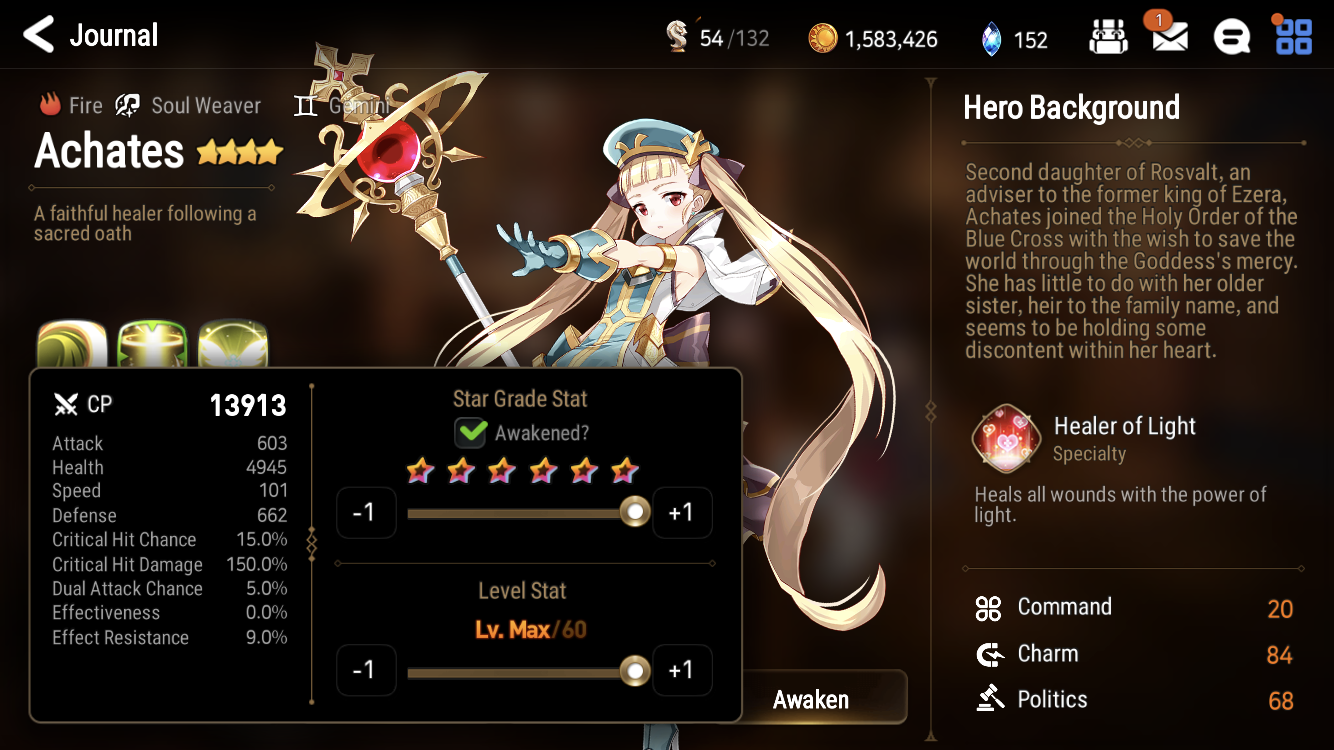 Journal
54/132
1,583,426
152
1
Fire Soul Weaver Gemini
Achates
A faithful healer following a
sacred oath
CP 13913
Attack 603
Health 4945
Speed 101
Defense 662
Critical Hit Chance 15.0%
Critical Hit Damage 150.0%
Dual Attack Chance 5.0%
Effectiveness 0.0%
Effect Resistance 9.0%
Star Grade Stat
Awakened?
-1 +1
Level Stat
Lv. Max/60
-1 +1
Awaken
Hero Background
Second daughter of Rosvalt, an
adviser to the former king of Ezera,
Achates joined the Holy Order of the
Blue Cross with the wish to save the
world through the Goddess's mercy.
She has little to do with her older
sister, heir to the family name, and
seems to be holding some
discontent within her heart.
Healer of Light
Specialty
Heals all wounds with the power of
light.
Command 20
Charm 84
Politics 68